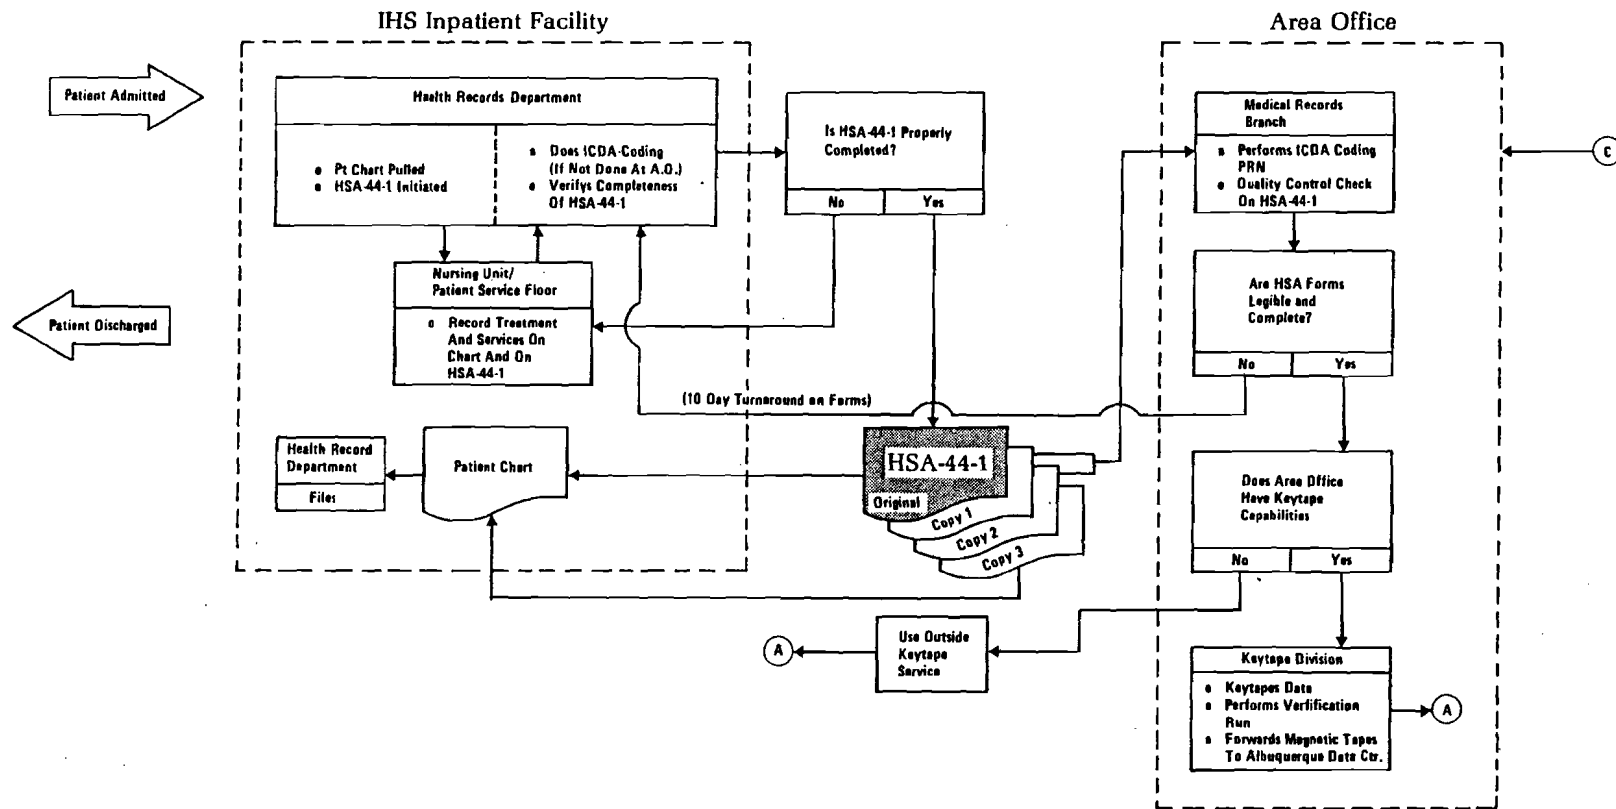 IHS Inpatient Facility
Area Office
Patient Admitted
Health Records Department
Pt Chart Pulled
HSA-44-1 Initiated
Does ICDA-Coding
(If Not Done At A.O.)
Verifys Completeness
Of HSA-44-1
Is HSA-44-1 Properly
Completed?
No
Yes
Medical Records
Branch
Performs ICDA Coding
PRN
Quality Control Check
On HSA-44-1
C
Nursing Unit/
Patient Service Floor
Record Treatment
And Services On
Chart And On
HSA-44-1
Patient Discharged
Are HSA Forms
Legible and
Complete?
No
Yes
(10 Day Turnaround on Forms)
Health Record
Department
Files
Patient Chart
HSA-44-1
Original
Copy 1
Copy 2
Copy 3
Does Area Office
Have Keytape
Capabilities
No
Yes
A
Use Outside
Keytape
Service
Keytape Division
Keytapes Data
Performs Verlification
Run
Forwards Magnetic Tapes
To Albuquerque Data Ctr.
A